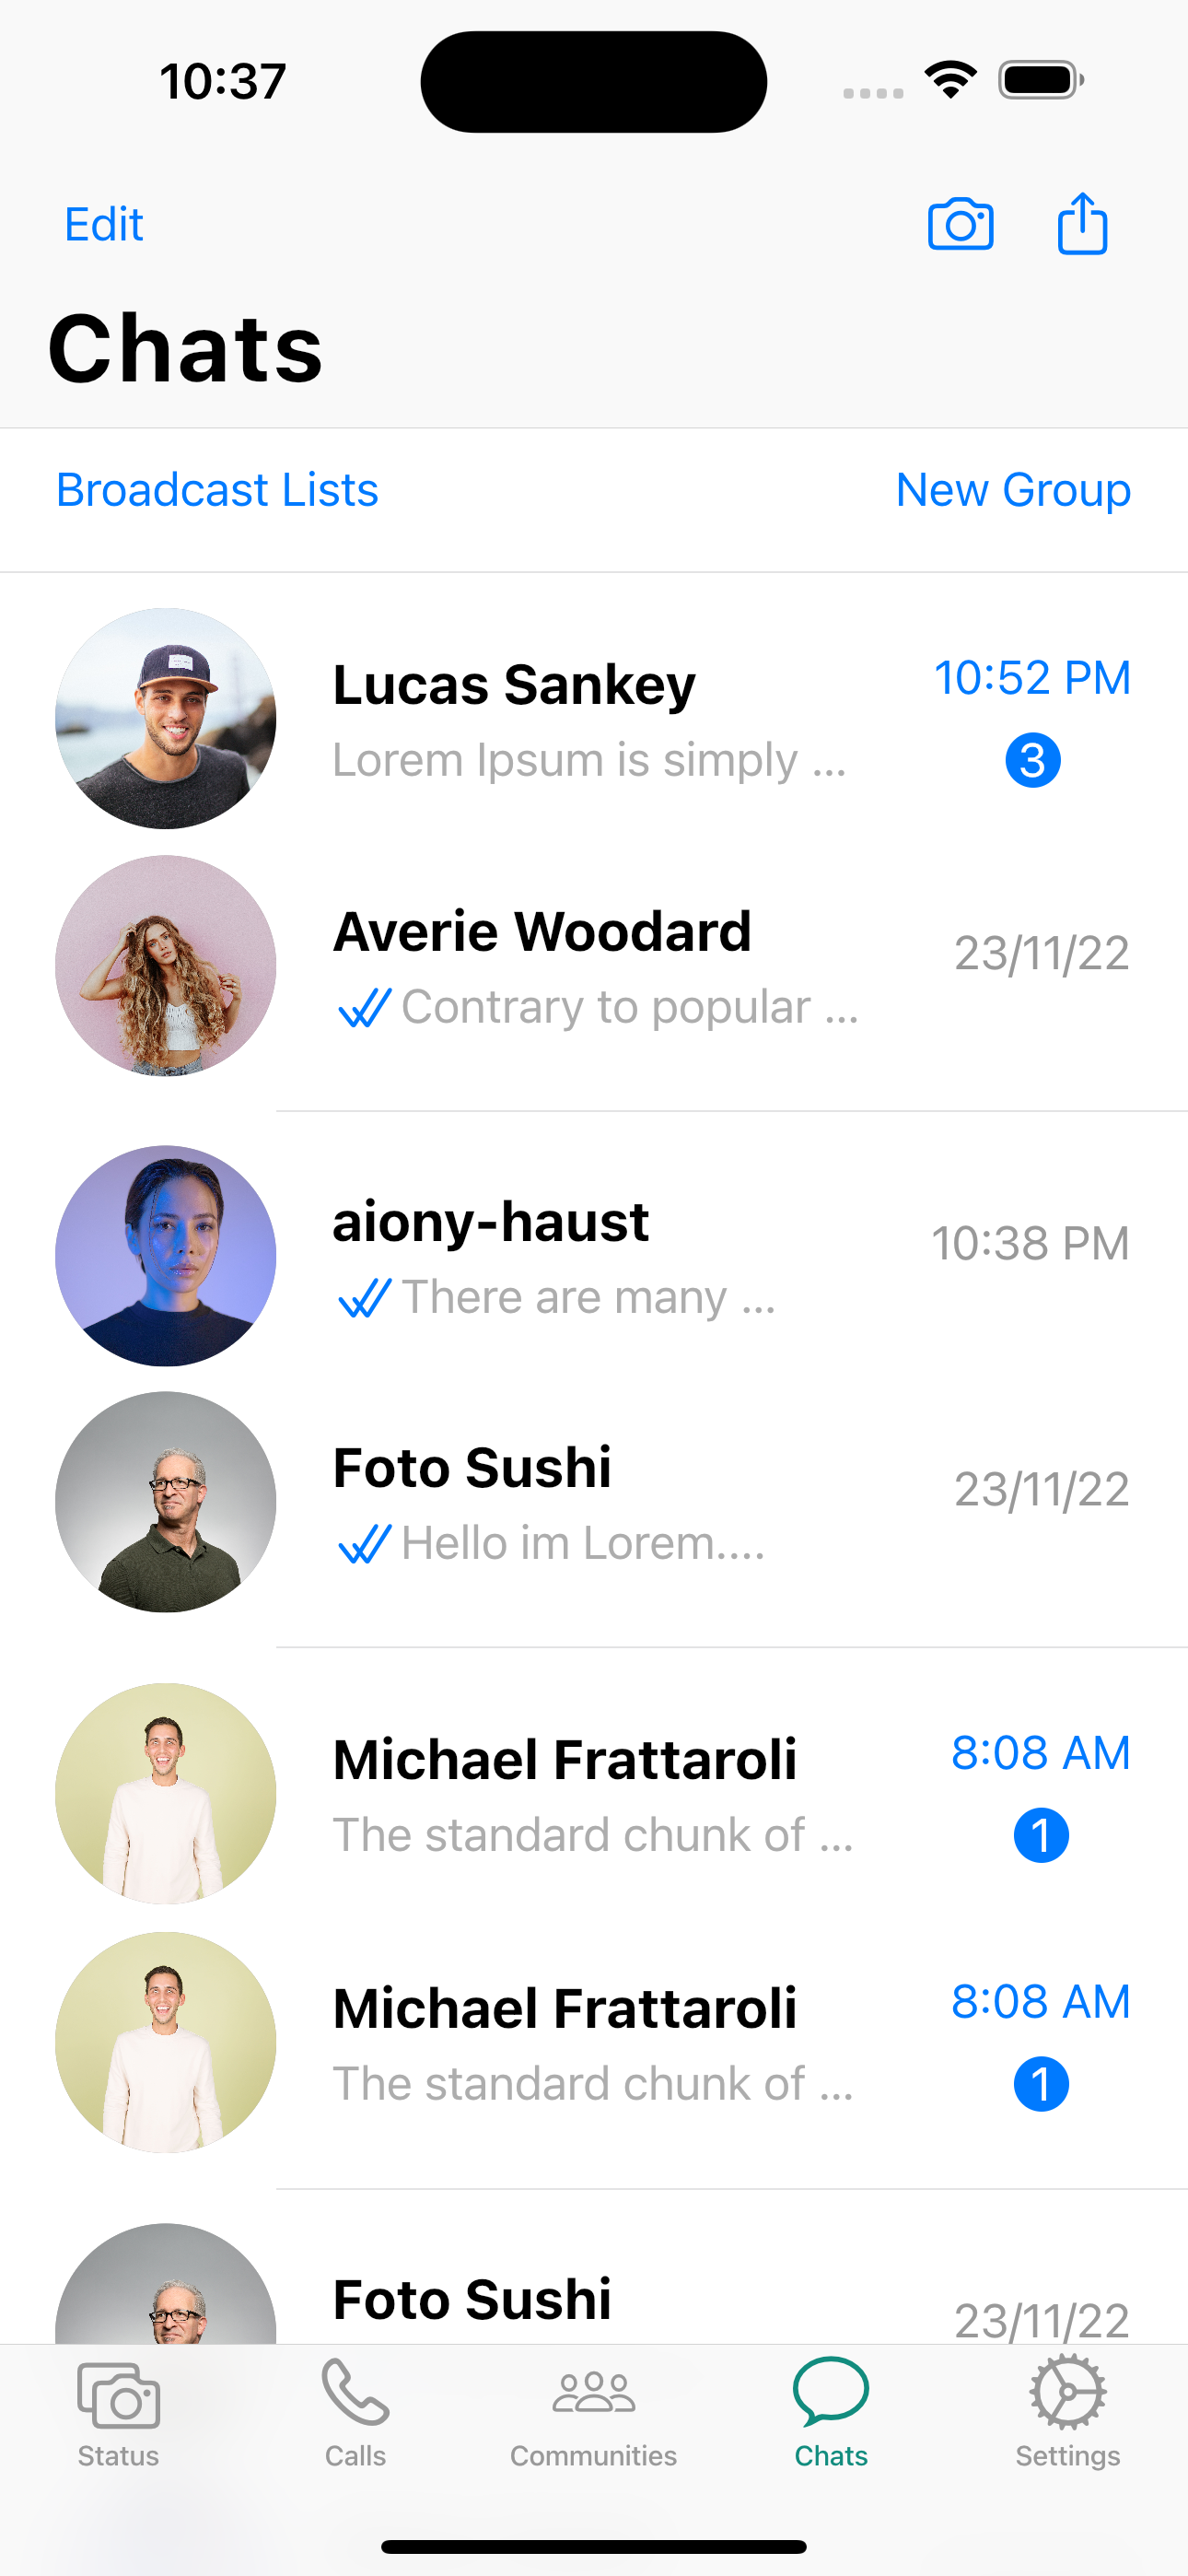 10:37
Edit
Chats
Broadcast Lists New Group
Lucas Sankey 10:52 PM
Lorem Ipsum is simply ... 3
Averie Woodard 23/11/22
Contrary to popular ...
aiony-haust 10:38 PM
There are many ...
Foto Sushi 23/11/22
Hello im Lorem....
Michael Frattaroli 8:08 AM
The standard chunk of ... 1
Michael Frattaroli 8:08 AM
The standard chunk of ... 1
Foto Sushi 23/11/22
Status Calls Communities Chats Settings